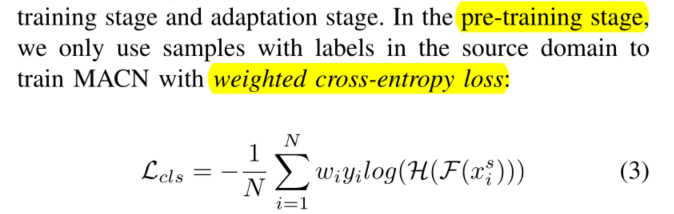 training stage and adaptation stage. In the pre-training stage,
we only use samples with labels in the source domain to
train MACN with weighted cross-entropy loss:
$\mathcal{L}_{cls} = -\frac{1}{N} \sum_{i=1}^{N} w_i y_i log(\mathcal{H}(\mathcal{F}(x_i^s)))$ (3)